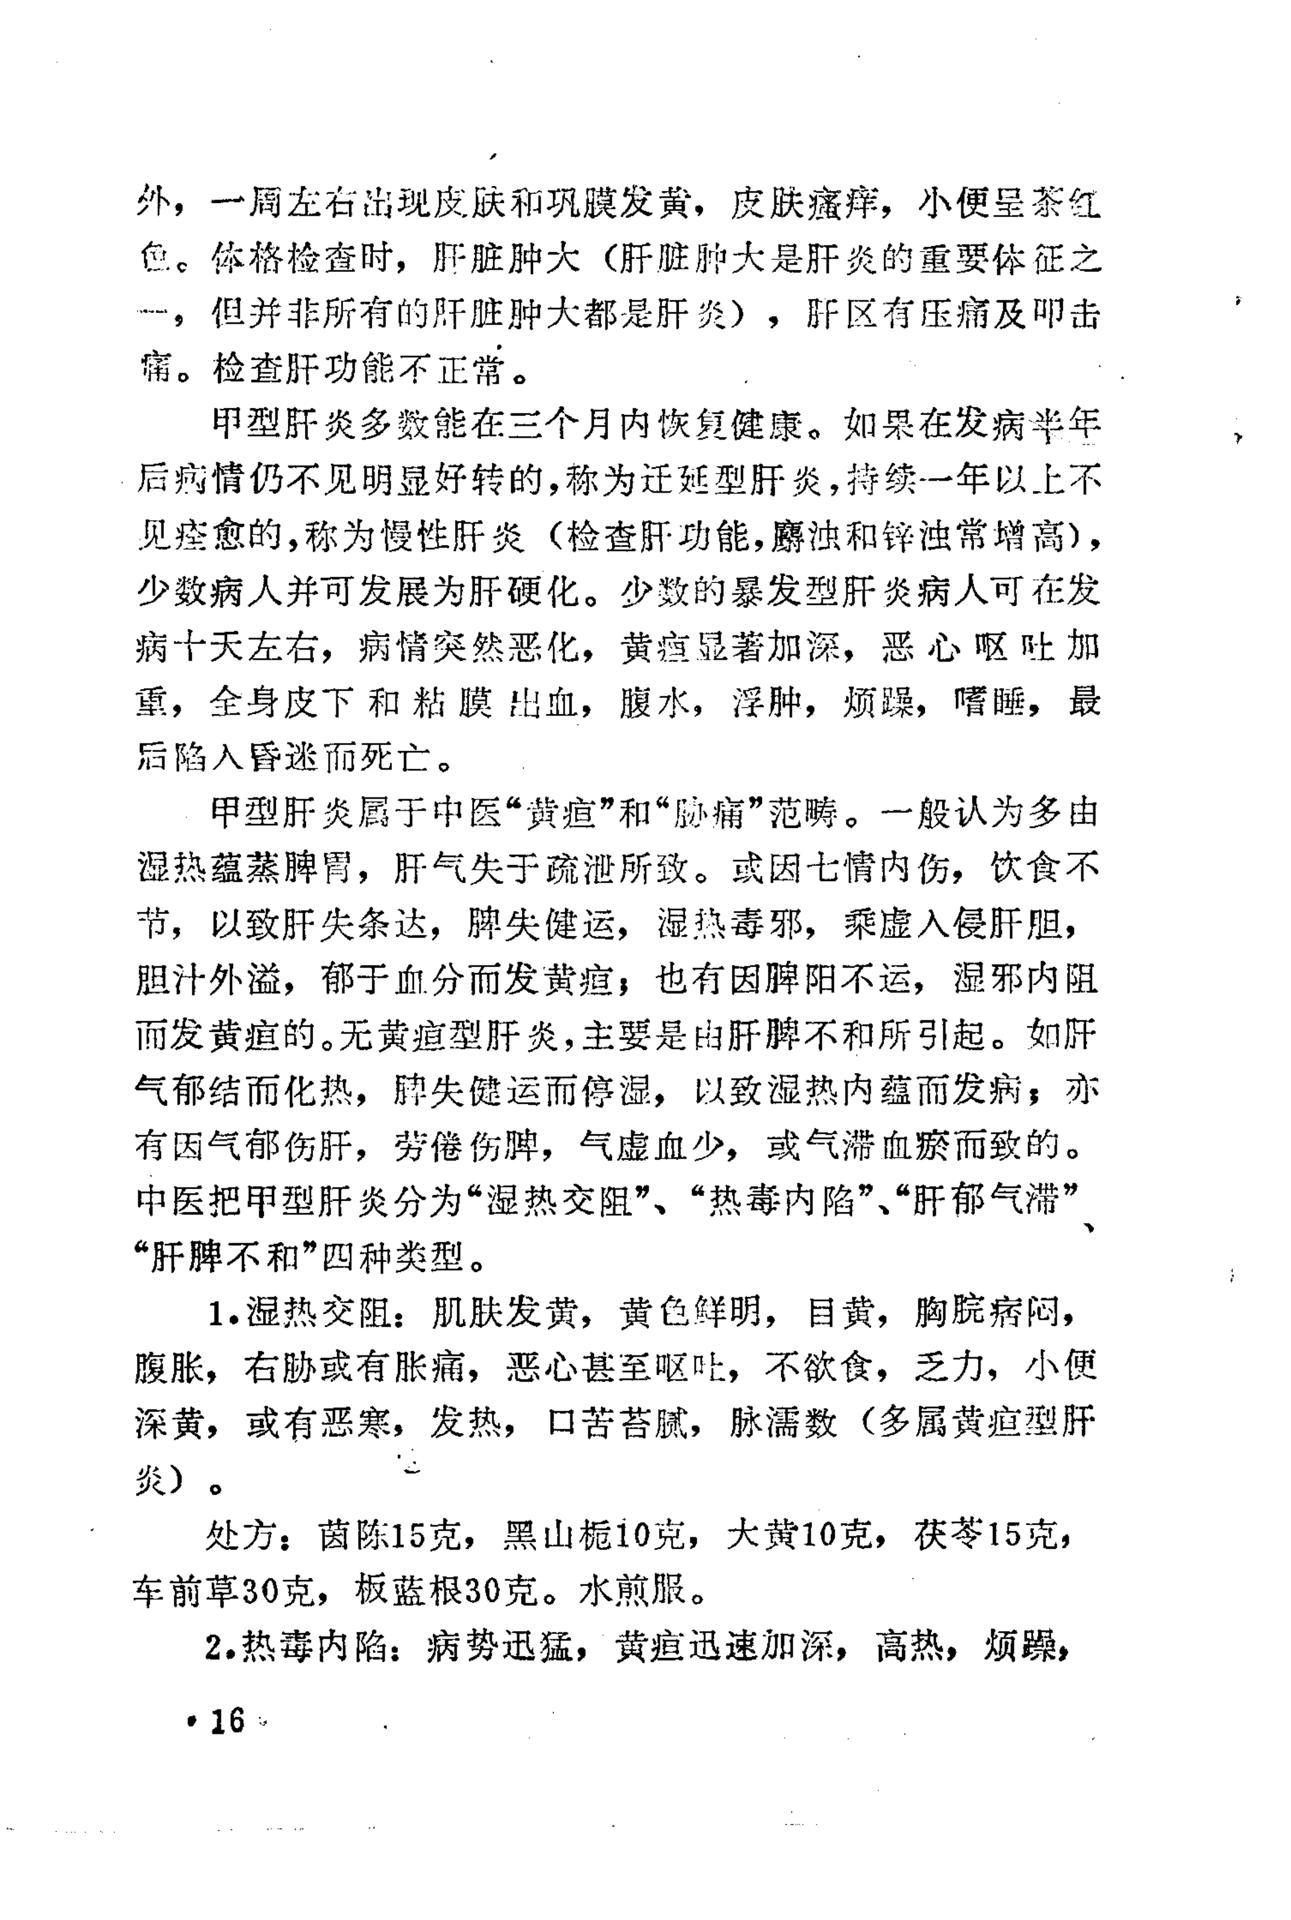 外，一周左右出现皮肤和巩膜发黄，皮肤瘙痒，小便呈茶红
色。体格检查时，肝脏肿大（肝脏肿大是肝炎的重要体征之
一，但并非所有的肝脏肿大都是肝炎），肝区有压痛及叩击
痛。检查肝功能不正常。
甲型肝炎多数能在三个月内恢复健康。如果在发病半年
后病情仍不见明显好转的，称为迁延型肝炎，持续一年以上不
见痊愈的，称为慢性肝炎（检查肝功能，麝浊和锌浊常增高），
少数病人并可发展为肝硬化。少数的暴发型肝炎病人可在发
病十天左右，病情突然恶化，黄疸显著加深，恶心呕吐加
重，全身皮下和粘膜出血，腹水，浮肿，烦躁，嗜睡，最
后陷入昏迷而死亡。
甲型肝炎属于中医“黄疸”和“胁痛”范畴。一般认为多由
湿热蕴蒸脾胃，肝气失于疏泄所致。或因七情内伤，饮食不
节，以致肝失条达，脾失健运，湿热毒邪，乘虚入侵肝胆，
胆汁外溢，郁于血分而发黄疸；也有因脾阳不运，湿邪内阻
而发黄疸的。无黄疸型肝炎，主要是由肝脾不和所引起。如肝
气郁结而化热，脾失健运而停湿，以致湿热内蕴而发病；亦
有因气郁伤肝，劳倦伤脾，气虚血少，或气滞血瘀而致的。
中医把甲型肝炎分为“湿热交阻”、“热毒内陷”、“肝郁气滞”、
“肝脾不和”四种类型。
1.湿热交阻：肌肤发黄，黄色鲜明，目黄，胸脘痞闷，
腹胀，右胁或有胀痛，恶心甚至呕吐，不欲食，乏力，小便
深黄，或有恶寒，发热，口苦苔腻，脉濡数（多属黄疸型肝
炎）。
处方：茵陈15克，黑山栀10克，大黄10克，茯苓15克，
车前草30克，板蓝根30克。水煎服。
2.热毒内陷：病势迅猛，黄疸迅速加深，高热，烦躁，
·16